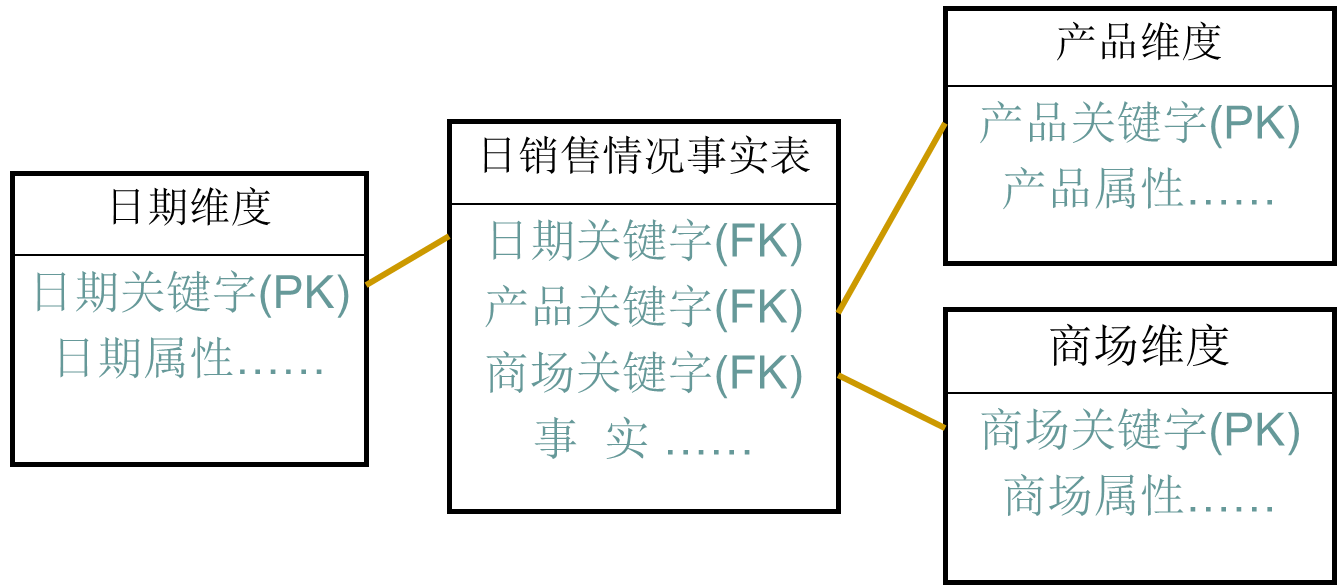 日期维度
日期关键字(PK)
日期属性……
日销售情况事实表
日期关键字(FK)
产品关键字(FK)
商场关键字(FK)
事 实 ……
产品维度
产品关键字(PK)
产品属性……
商场维度
商场关键字(PK)
商场属性……